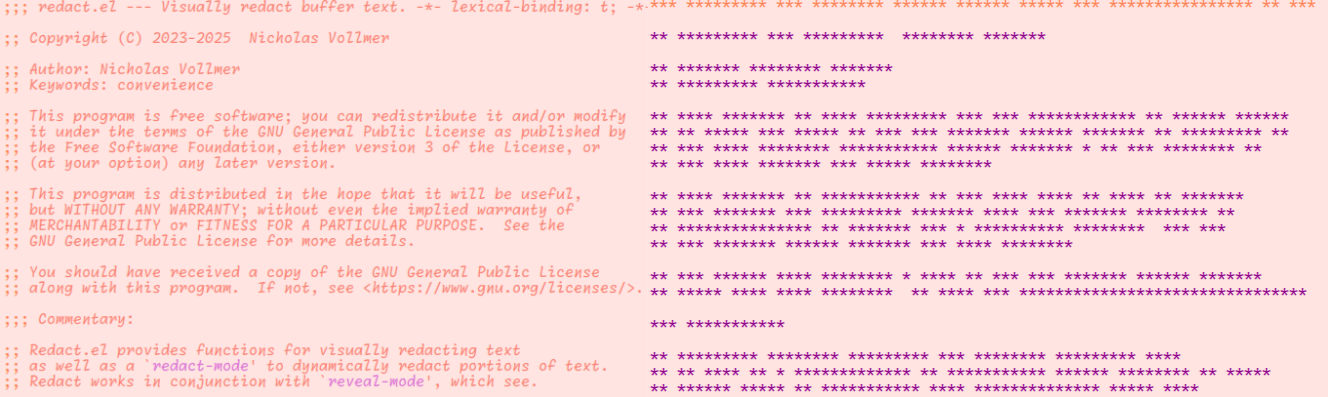 ;;; redact.el --- Visually redact buffer text. -*- lexical-binding: t; -*-
;; Copyright (C) 2023-2025  Nicholas Vollmer
;; Author: Nicholas Vollmer
;; Keywords: convenience
;; This program is free software; you can redistribute it and/or modify
;; it under the terms of the GNU General Public License as published by
;; the Free Software Foundation, either version 3 of the License, or
;; (at your option) any later version.
;; This program is distributed in the hope that it will be useful,
;; but WITHOUT ANY WARRANTY; without even the implied warranty of
;; MERCHANTABILITY or FITNESS FOR A PARTICULAR PURPOSE.  See the
;; GNU General Public License for more details.
;; You should have received a copy of the GNU General Public License
;; along with this program.  If not, see <https://www.gnu.org/licenses/>.
;;; Commentary:
;; Redact.el provides functions for visually redacting text
;; as well as a `redact-mode' to dynamically redact portions of text.
;; Redact works in conjunction with `reveal-mode', which see.